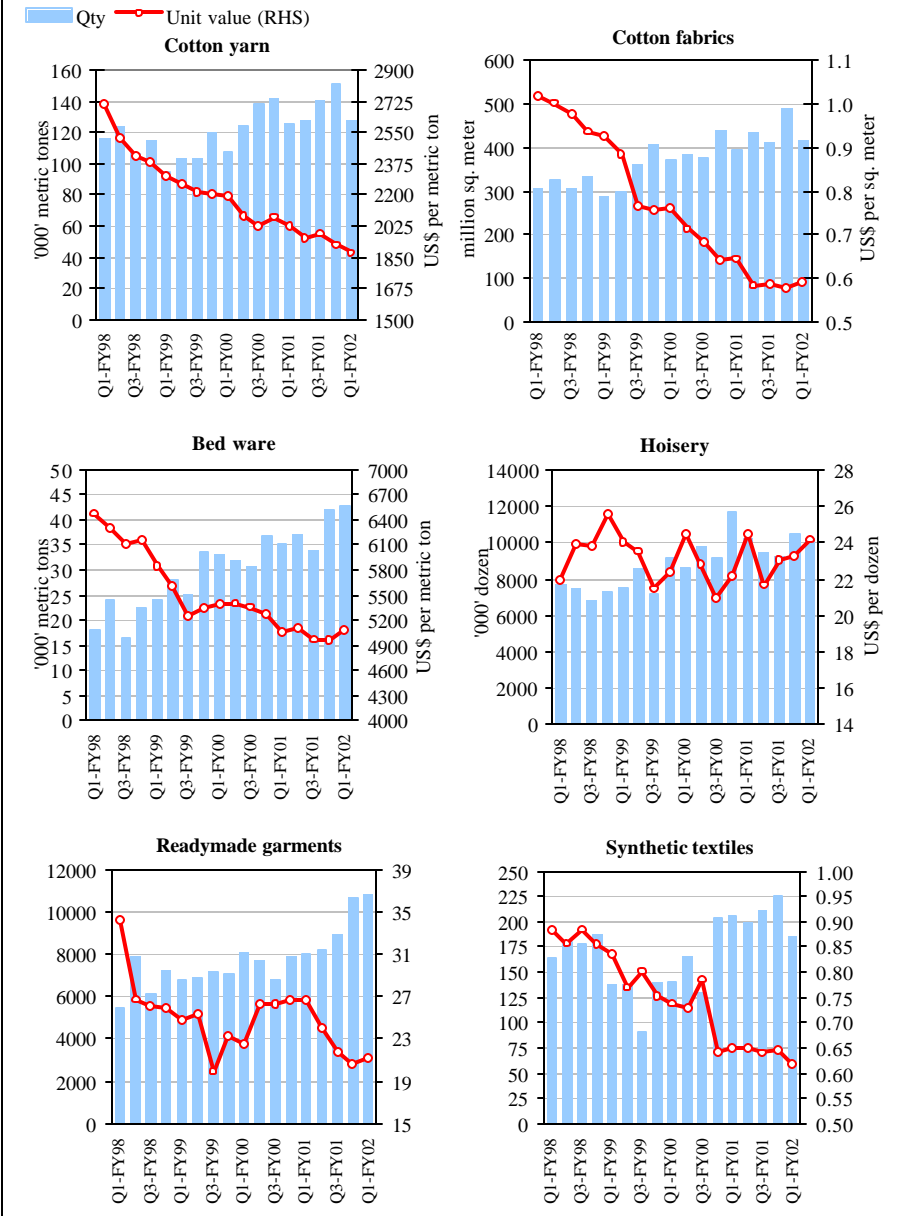 Qty Unit value (RHS)
Cotton yarn
160
140
120
100
80
60
40
20
0
'000' metric tones
2900
2725
2550
2375
2200
2025
1850
1675
1500
US$ per metric ton
Q1-FY98
Q3-FY98
Q1-FY99
Q3-FY99
Q1-FY00
Q3-FY00
Q1-FY01
Q3-FY01
Q1-FY02
Cotton fabrics
600
500
400
300
200
100
0
million sq. meter
1.1
1.0
0.9
0.8
0.7
0.6
0.5
US$ per sq. meter
Q1-FY98
Q3-FY98
Q1-FY99
Q3-FY99
Q1-FY00
Q3-FY00
Q1-FY01
Q3-FY01
Q1-FY02
Bed ware
50
45
40
35
30
25
20
15
10
5
0
'000' metric tons
7000
6700
6400
6100
5800
5500
5200
4900
4600
4300
4000
US$ per metric ton
Q1-FY98
Q3-FY98
Q1-FY99
Q3-FY99
Q1-FY00
Q3-FY00
Q1-FY01
Q3-FY01
Q1-FY02
Hoisery
14000
12000
10000
8000
6000
4000
2000
0
'000' dozen
28
26
24
22
20
18
16
14
US$ per dozen
Q1-FY98
Q3-FY98
Q1-FY99
Q3-FY99
Q1-FY00
Q3-FY00
Q1-FY01
Q3-FY01
Q1-FY02
Readymade garments
12000
10000
8000
6000
4000
2000
0
39
35
31
27
23
19
15
Q1-FY98
Q3-FY98
Q1-FY99
Q3-FY99
Q1-FY00
Q3-FY00
Q1-FY01
Q3-FY01
Q1-FY02
Synthetic textiles
250
225
200
175
150
125
100
75
50
25
0
1.00
0.95
0.90
0.85
0.80
0.75
0.70
0.65
0.60
0.55
0.50
Q1-FY98
Q3-FY98
Q1-FY99
Q3-FY99
Q1-FY00
Q3-FY00
Q1-FY01
Q3-FY01
Q1-FY02